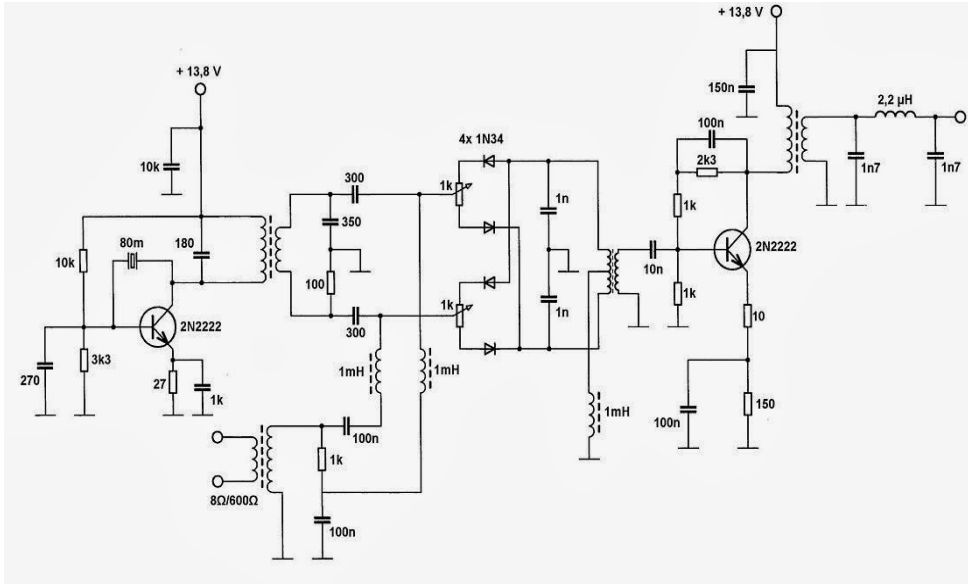 + 13,8 V
150n
2,2 µH
+ 13,8 V
100n
10k
4x 1N34
2k3
1n7
1n7
300
1k
1n
1k
80m
180
350
10k
2N2222
100
10n
1k
1n
1k
2N2222
300
10
3k3
270
27
1k
1mH
1mH
1mH
100n
150
100n
1k
8Ω/600Ω
100n